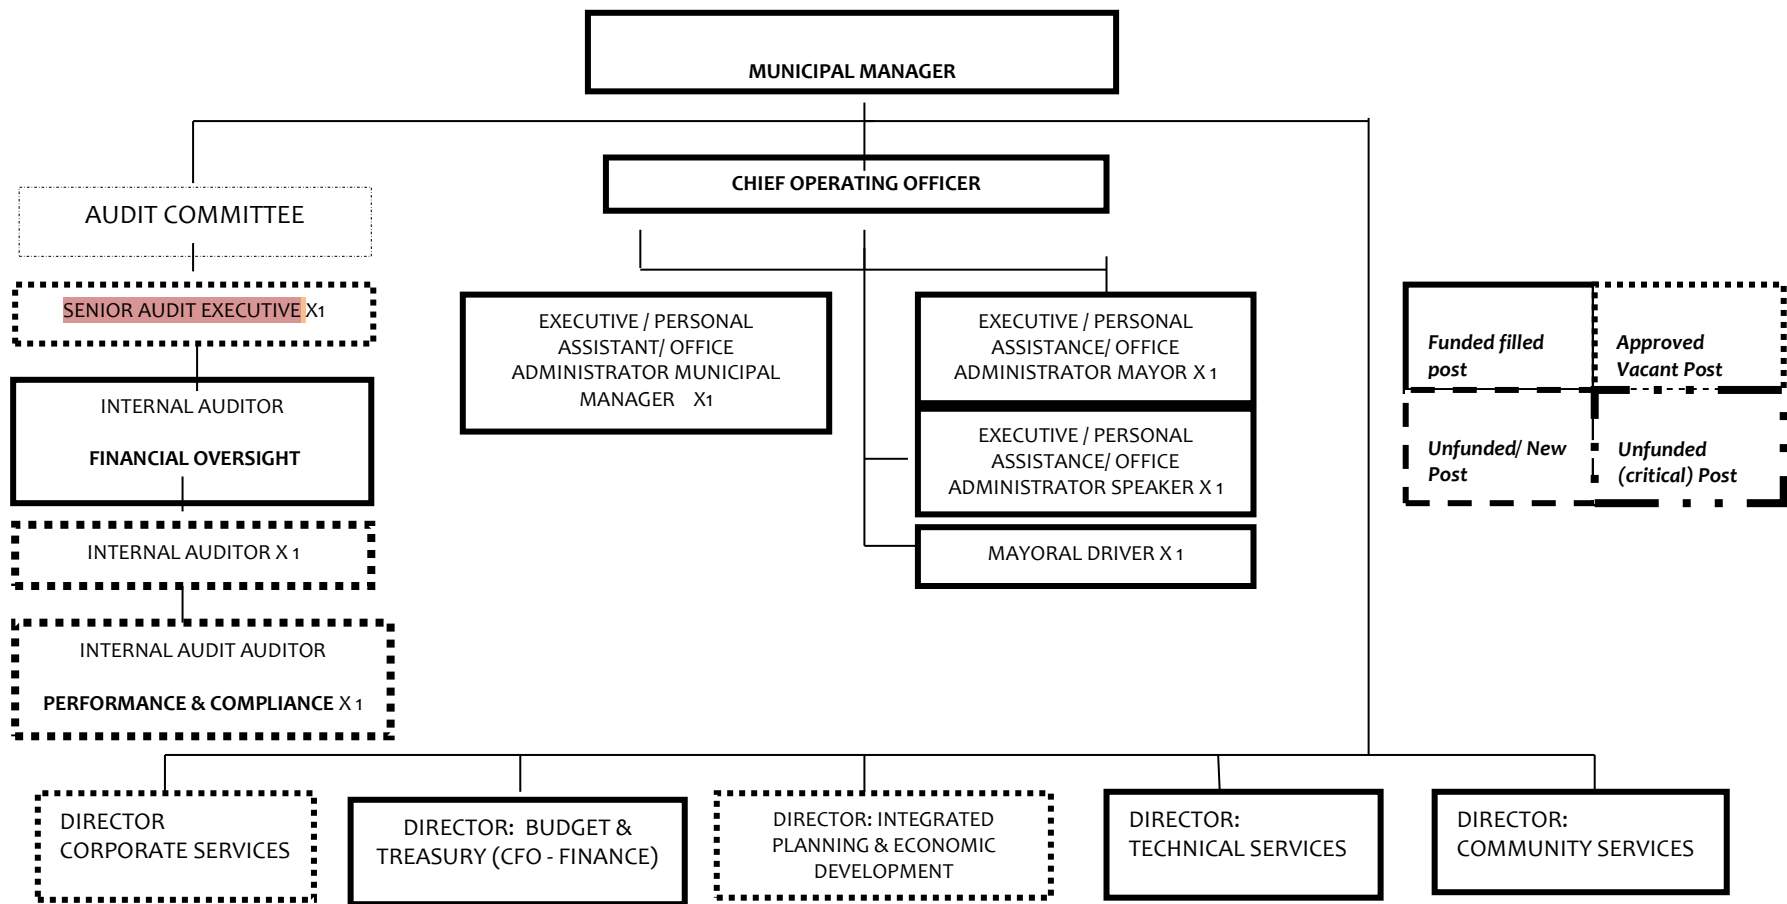 MUNICIPAL MANAGER
CHIEF OPERATING OFFICER
AUDIT COMMITTEE
SENIOR AUDIT EXECUTIVE X1
INTERNAL AUDITOR
FINANCIAL OVERSIGHT
INTERNAL AUDITOR X 1
INTERNAL AUDIT AUDITOR
PERFORMANCE & COMPLIANCE X 1
EXECUTIVE / PERSONAL
ASSISTANT/ OFFICE
ADMINISTRATOR MUNICIPAL
MANAGER X1
EXECUTIVE / PERSONAL
ASSISTANCE/ OFFICE
ADMINISTRATOR MAYOR X 1
EXECUTIVE / PERSONAL
ASSISTANCE/ OFFICE
ADMINISTRATOR SPEAKER X 1
MAYORAL DRIVER X 1
Funded filled
post
Approved
Vacant Post
Unfunded/ New
Post
Unfunded
(critical) Post
DIRECTOR
CORPORATE SERVICES
DIRECTOR: BUDGET &
TREASURY (CFO - FINANCE)
DIRECTOR: INTEGRATED
PLANNING & ECONOMIC
DEVELOPMENT
DIRECTOR:
TECHNICAL SERVICES
DIRECTOR:
COMMUNITY SERVICES